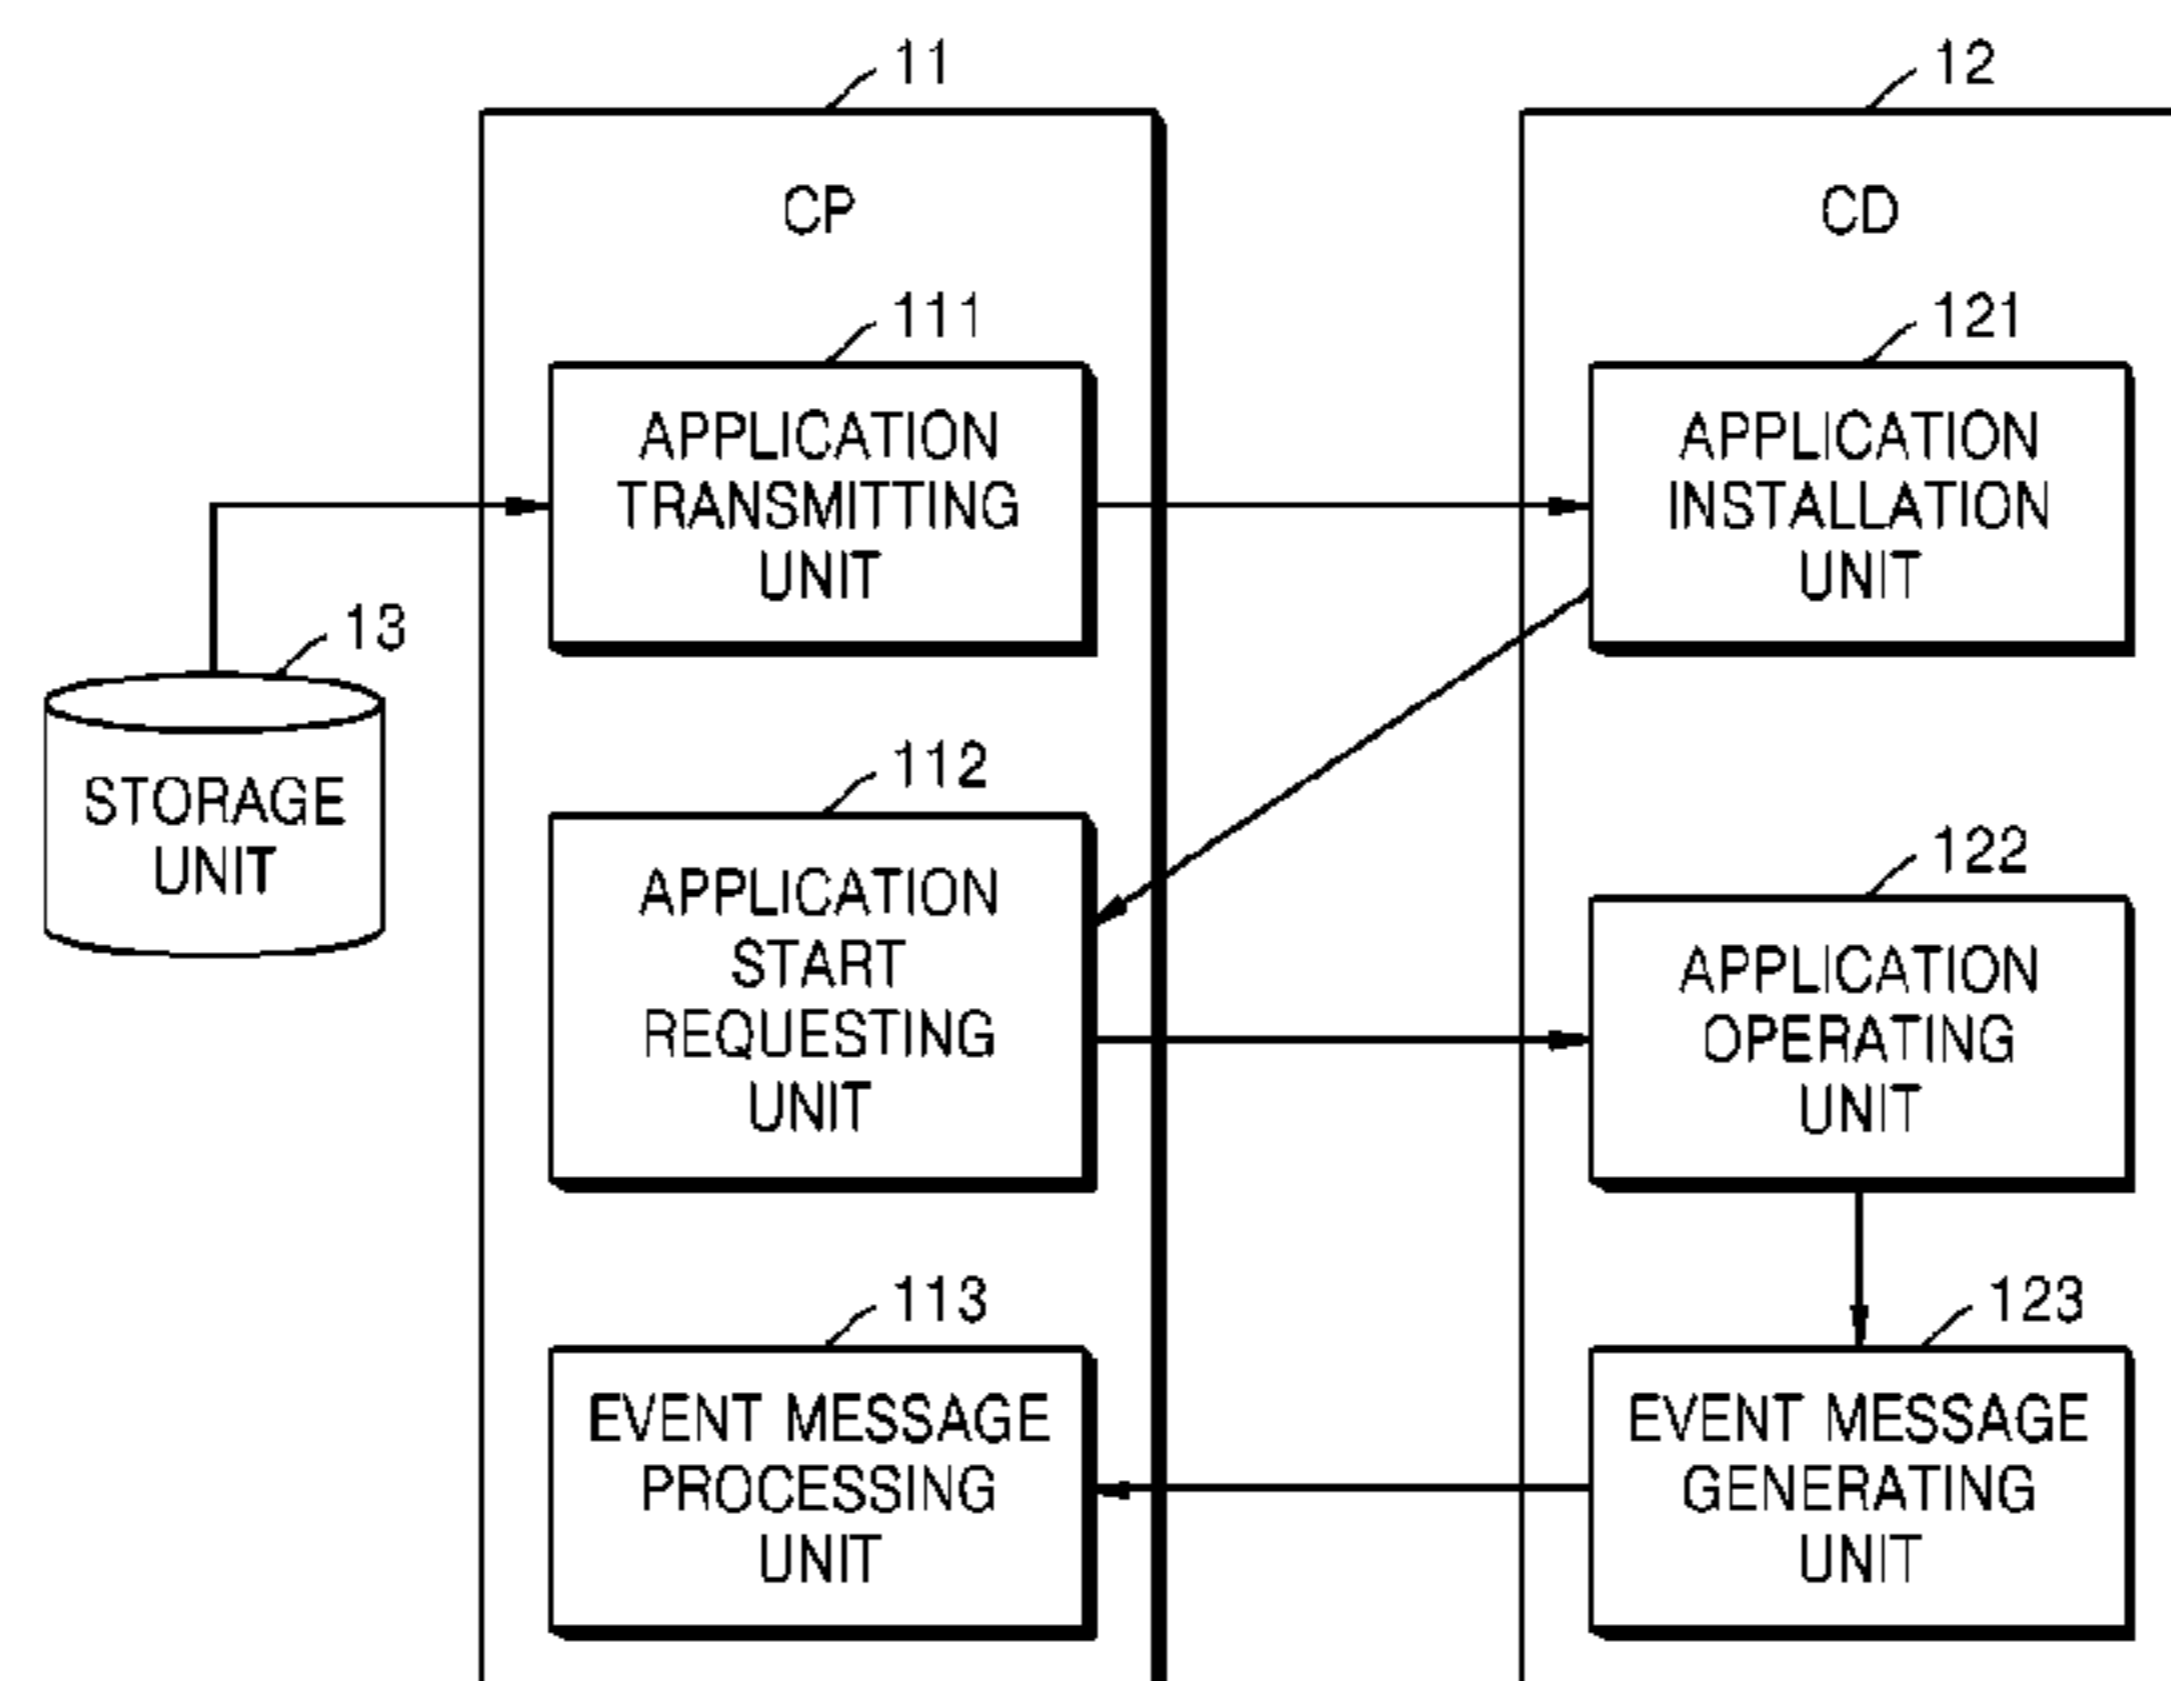 11
12
CP
CD
111
121
APPLICATION
TRANSMITTING
UNIT
APPLICATION
INSTALLATION
UNIT
13
STORAGE
UNIT
112
122
APPLICATION
START
REQUESTING
UNIT
APPLICATION
OPERATING
UNIT
113
123
EVENT MESSAGE
PROCESSING
UNIT
EVENT MESSAGE
GENERATING
UNIT